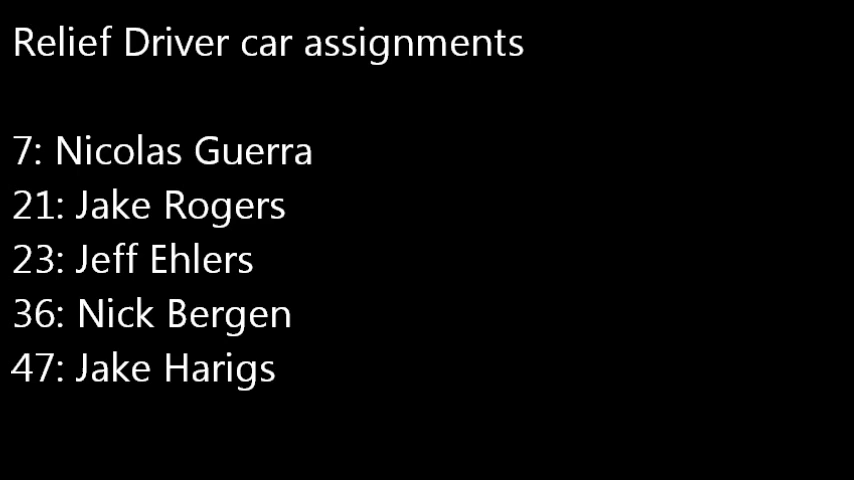 Relief Driver car assignments
7: Nicolas Guerra
21: Jake Rogers
23: Jeff Ehlers
36: Nick Bergen
47: Jake Harigs